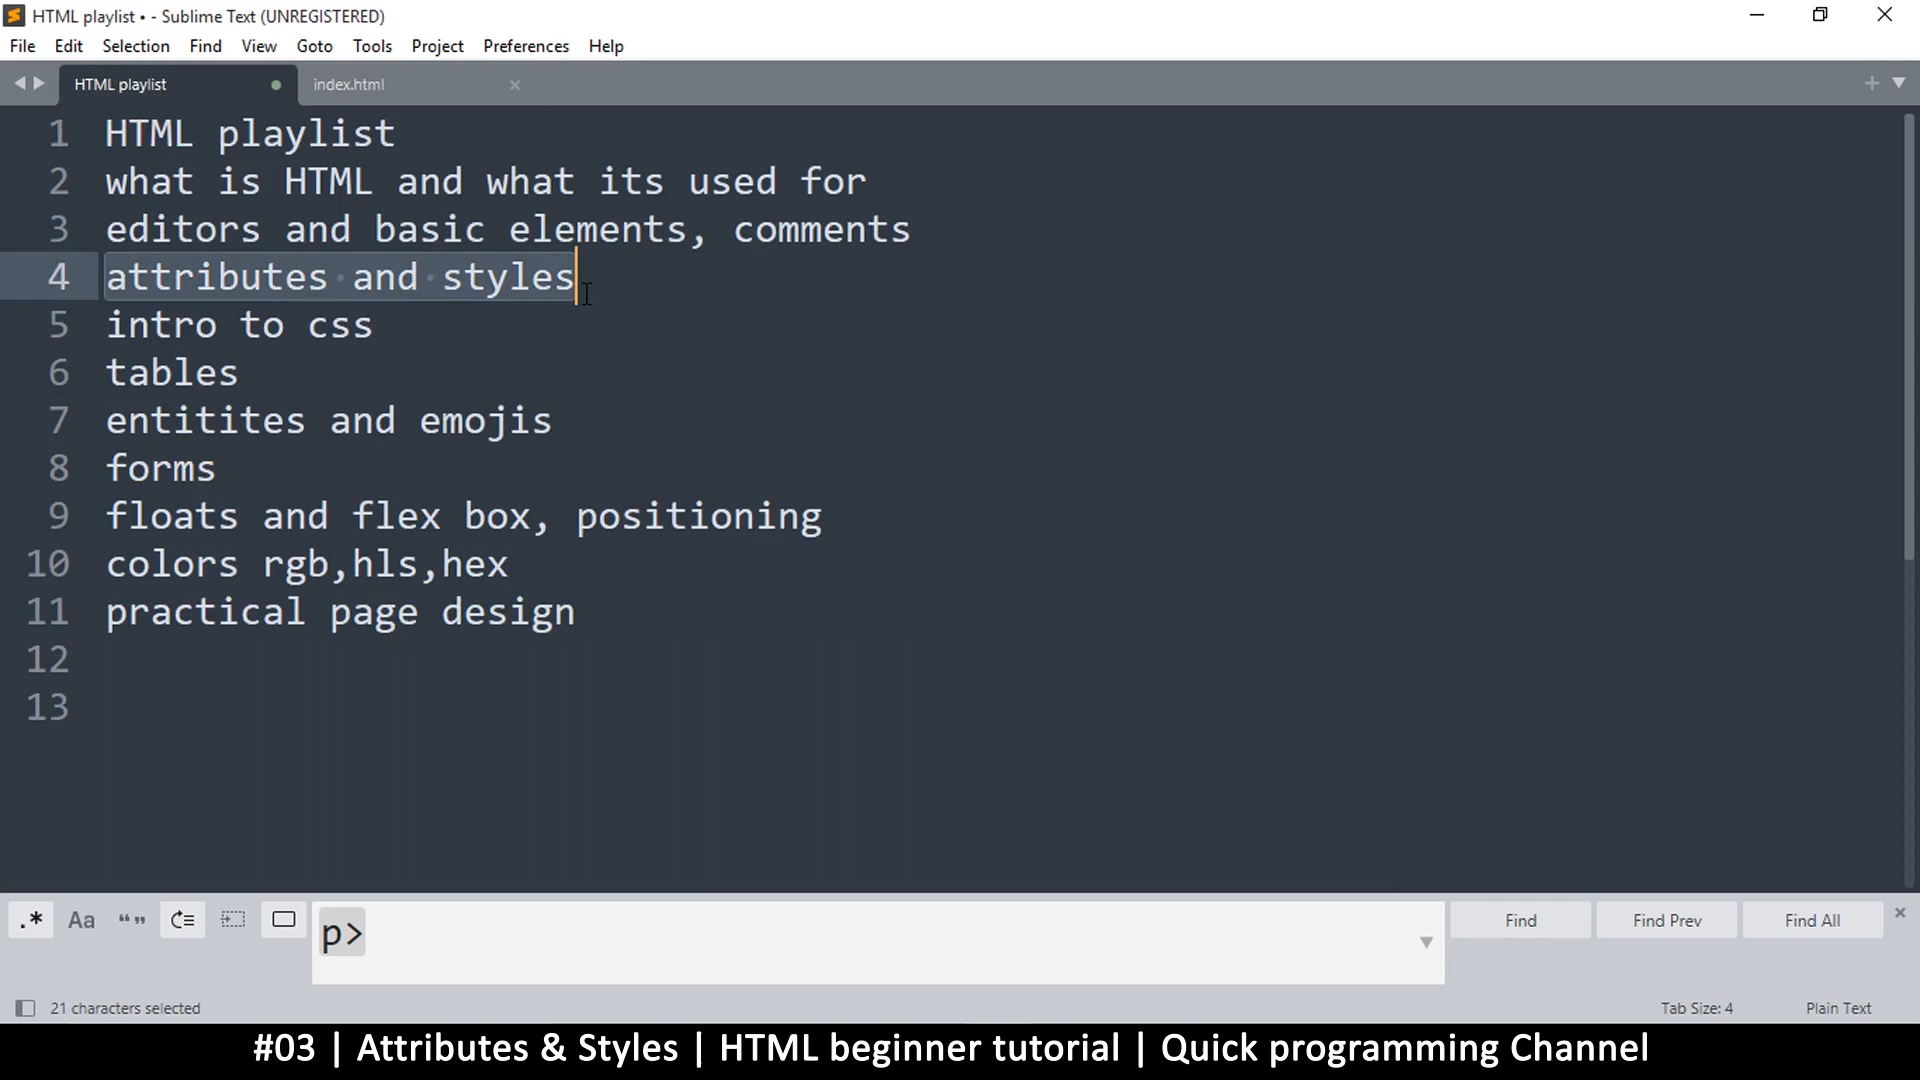 HTML playlist • - Sublime Text (UNREGISTERED)
File Edit Selection Find View Goto Tools Project Preferences Help
HTML playlist index.html
1 HTML playlist
2 what is HTML and what its used for
3 editors and basic elements, comments
4 attributes and styles
5 intro to css
6 tables
7 entitites and emojis
8 forms
9 floats and flex box, positioning
10 colors rgb,hls,hex
11 practical page design
12
13
.* Aa “ ” p> Find Find Prev Find All
21 characters selected Tab Size: 4 Plain Text
#03 | Attributes & Styles | HTML beginner tutorial | Quick programming Channel